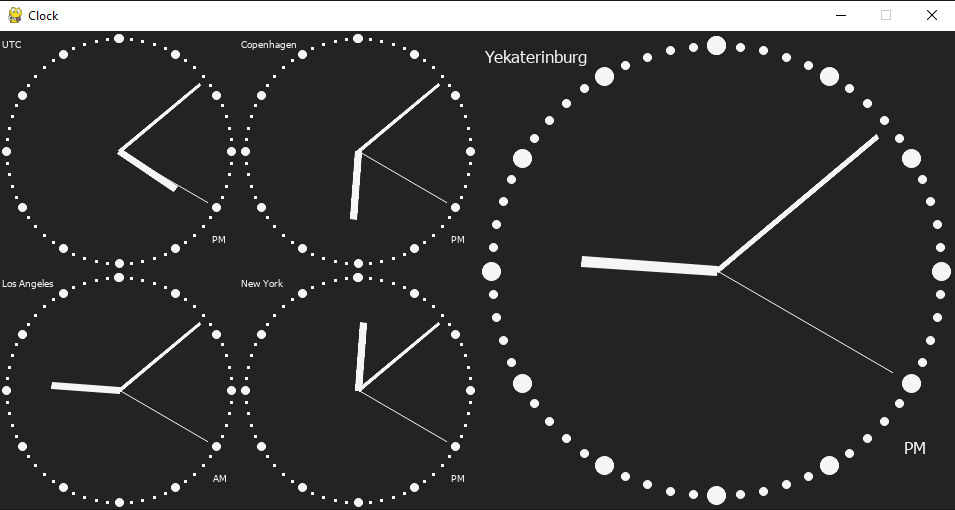 Clock
UTC
PM
Copenhagen
PM
Los Angeles
AM
New York
PM
Yekaterinburg
PM